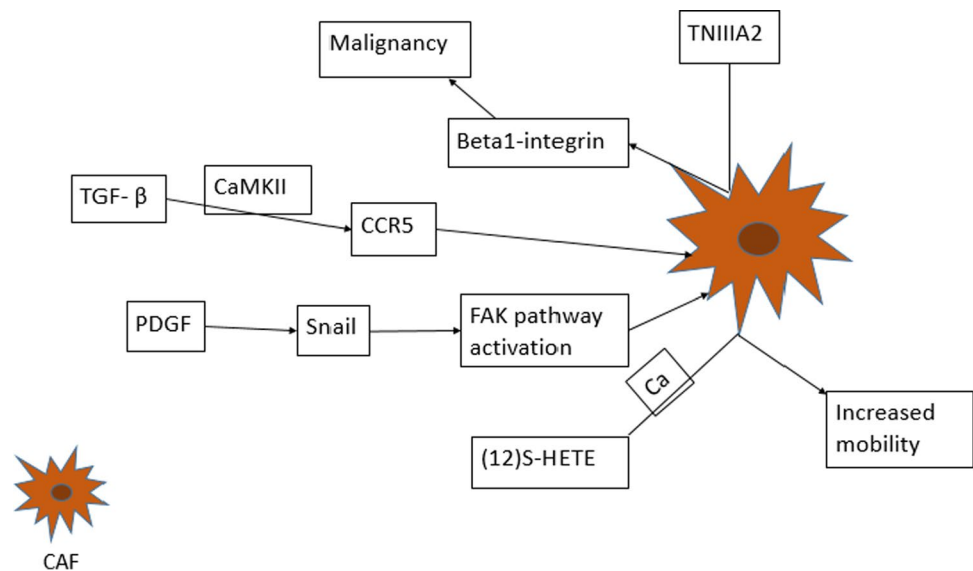 TNIIIA2
Malignancy
Beta1-integrin
CaMKII
TGF- β
CCR5
PDGF
Snail
FAK pathway
activation
Ca
Increased
mobility
(12)S-HETE
CAF